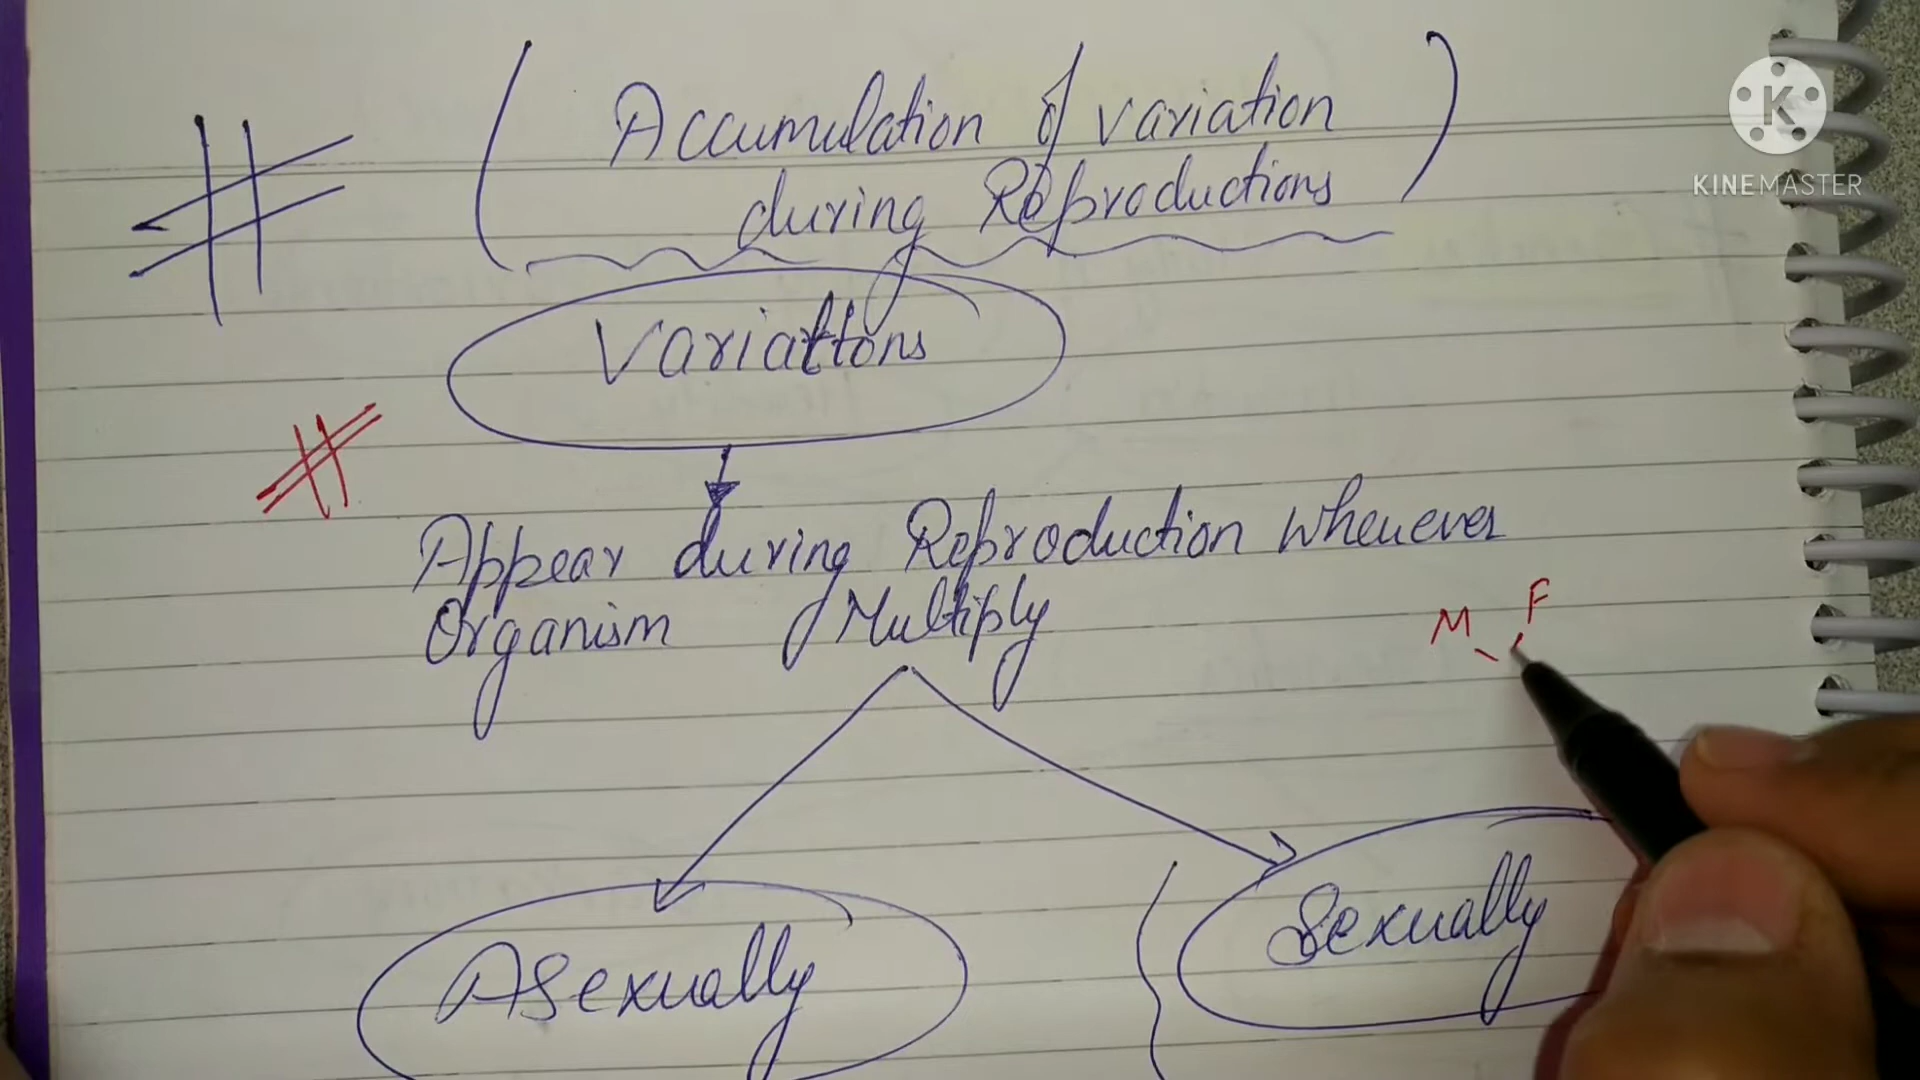 Accumulation of variation
during Reproductions
K
KINEMASTER
Variations
#
#
Appear during Reproduction whenever
Organism Multiply
M F
Asexually
Sexually